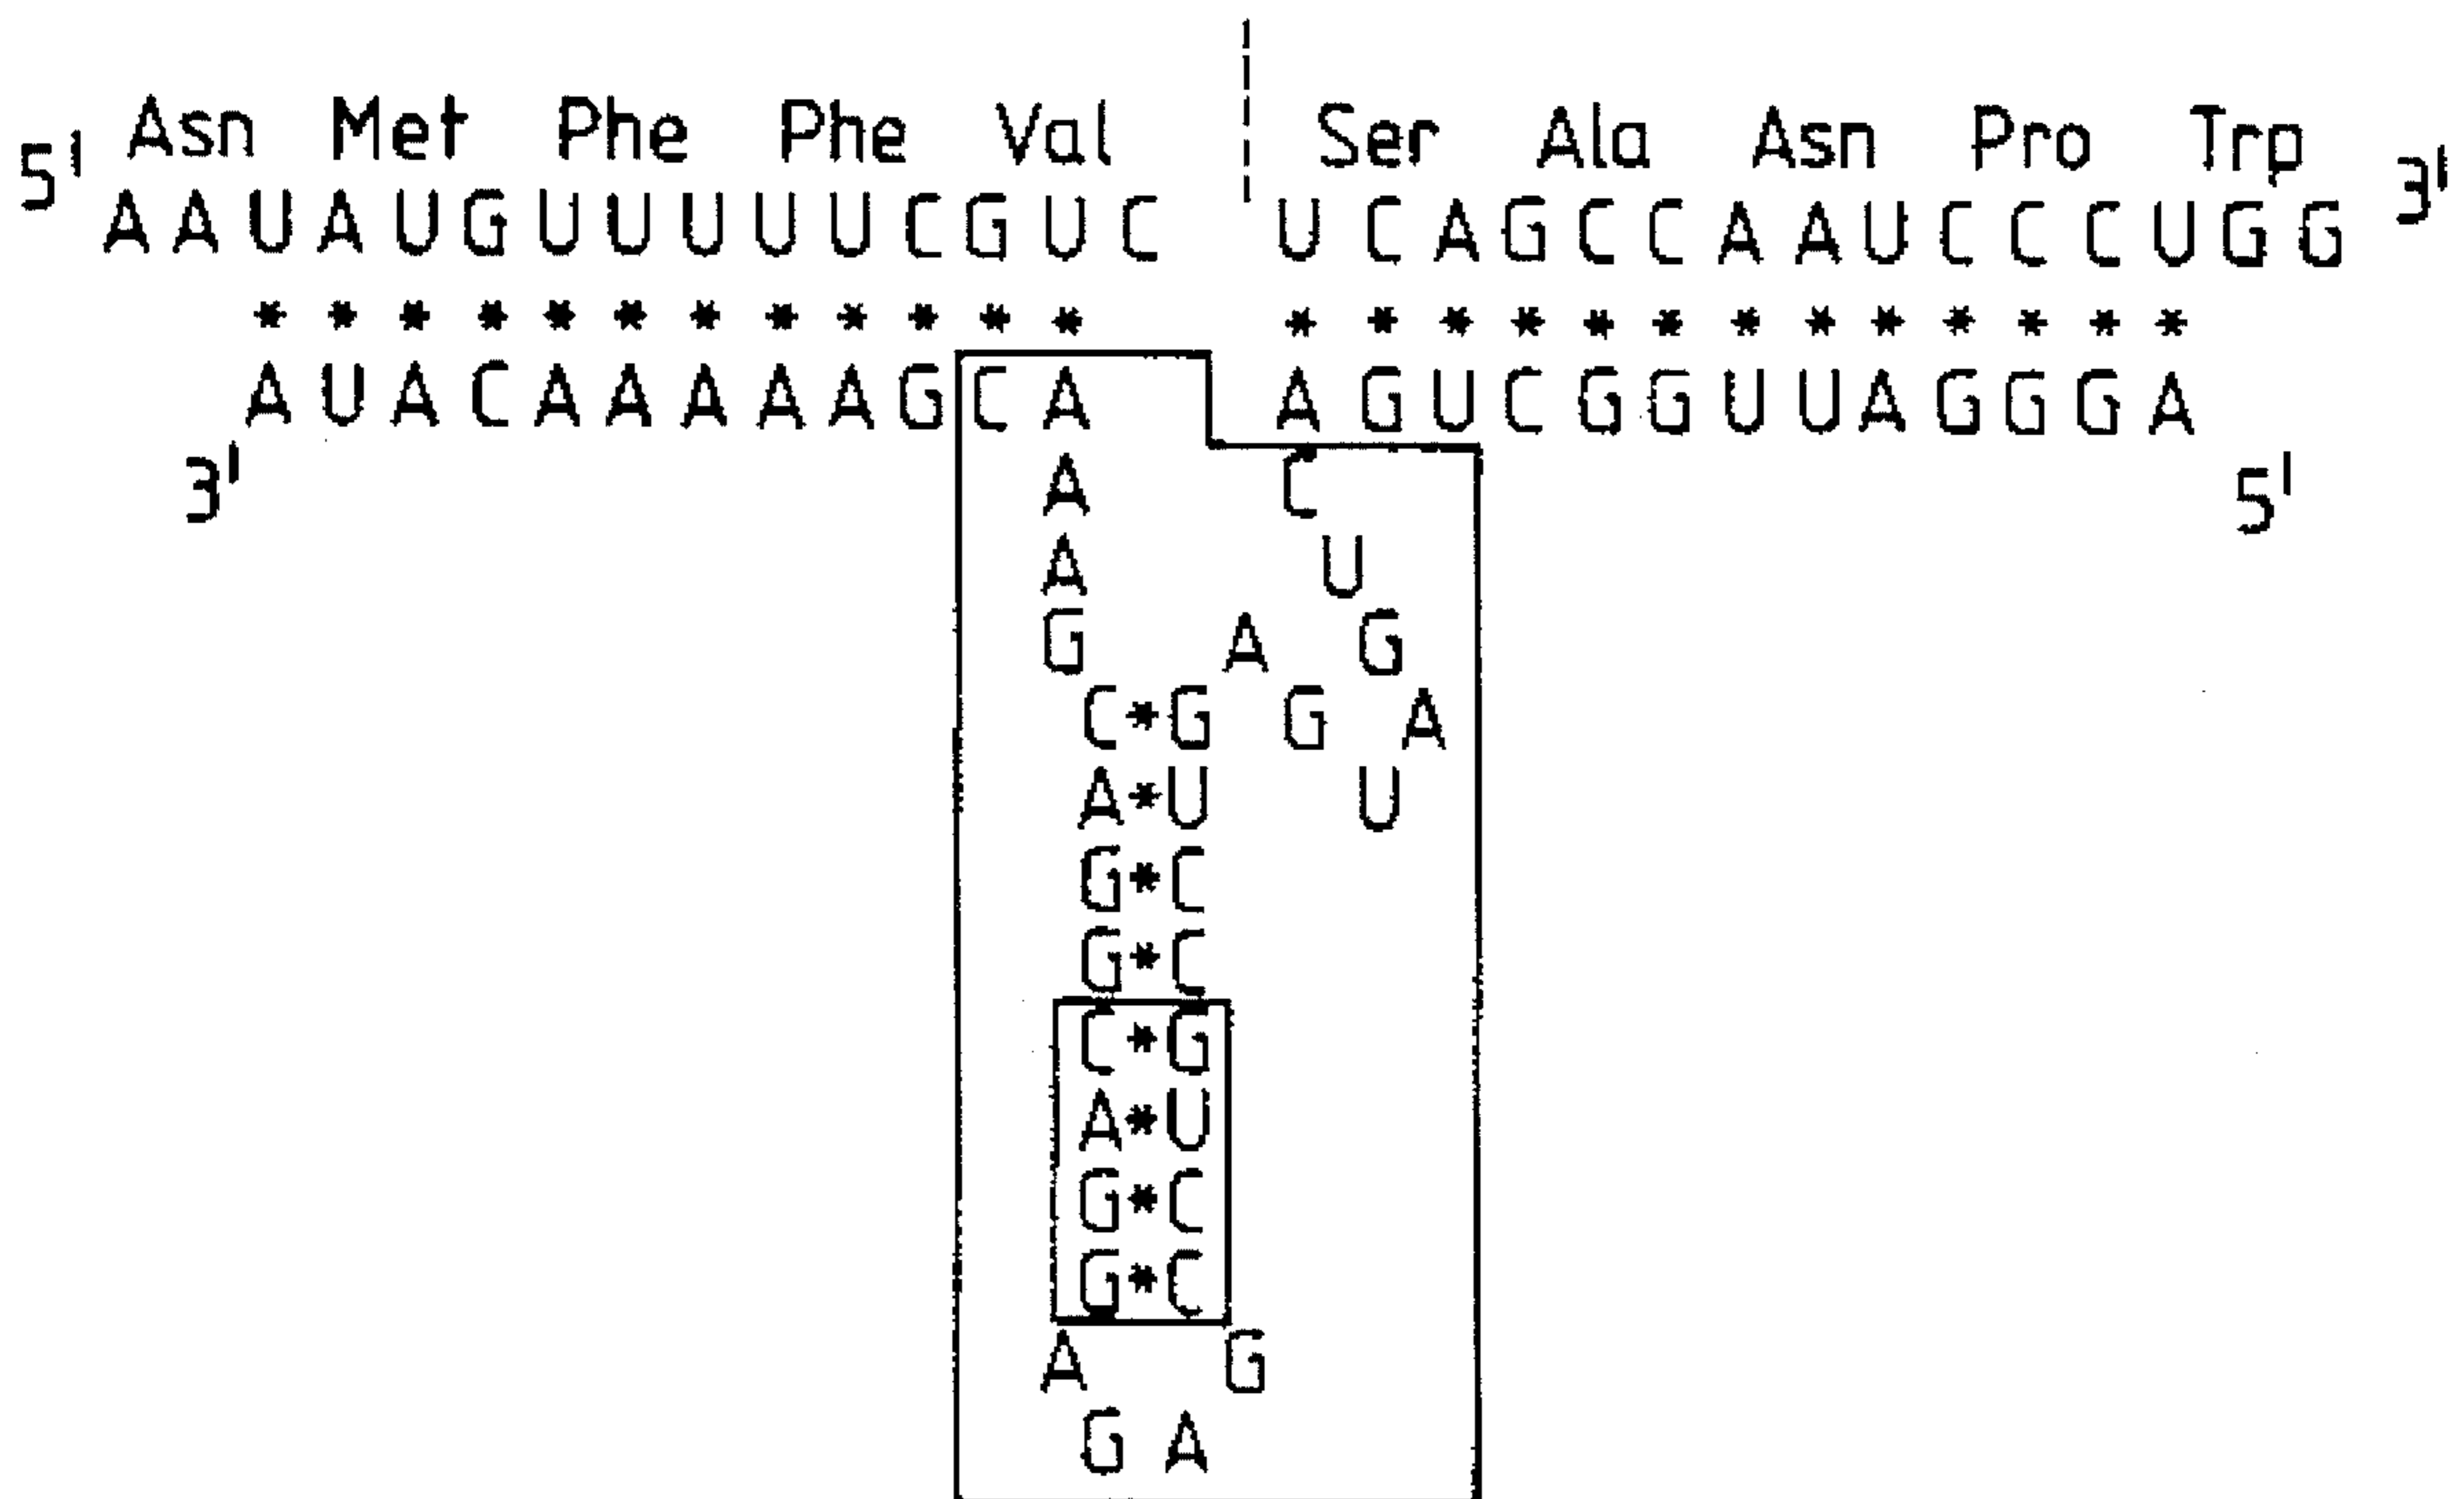 Asn Met Phe Phe Val Ser Ala Asn Pro Trp
5' AAUAUGUUUUUCGUC UCAGCCAAUCCCUGG 3'
* * * * * * * * * * * * * * * * * * * * * * * * *
AUACAAAAAGCA AGUCGGUUAGGGA
3' A C 5'
A U
G A G
C*G G A
A*U U
G*C
G*C
C*G
A*U
G*C
G*C
A G
G A